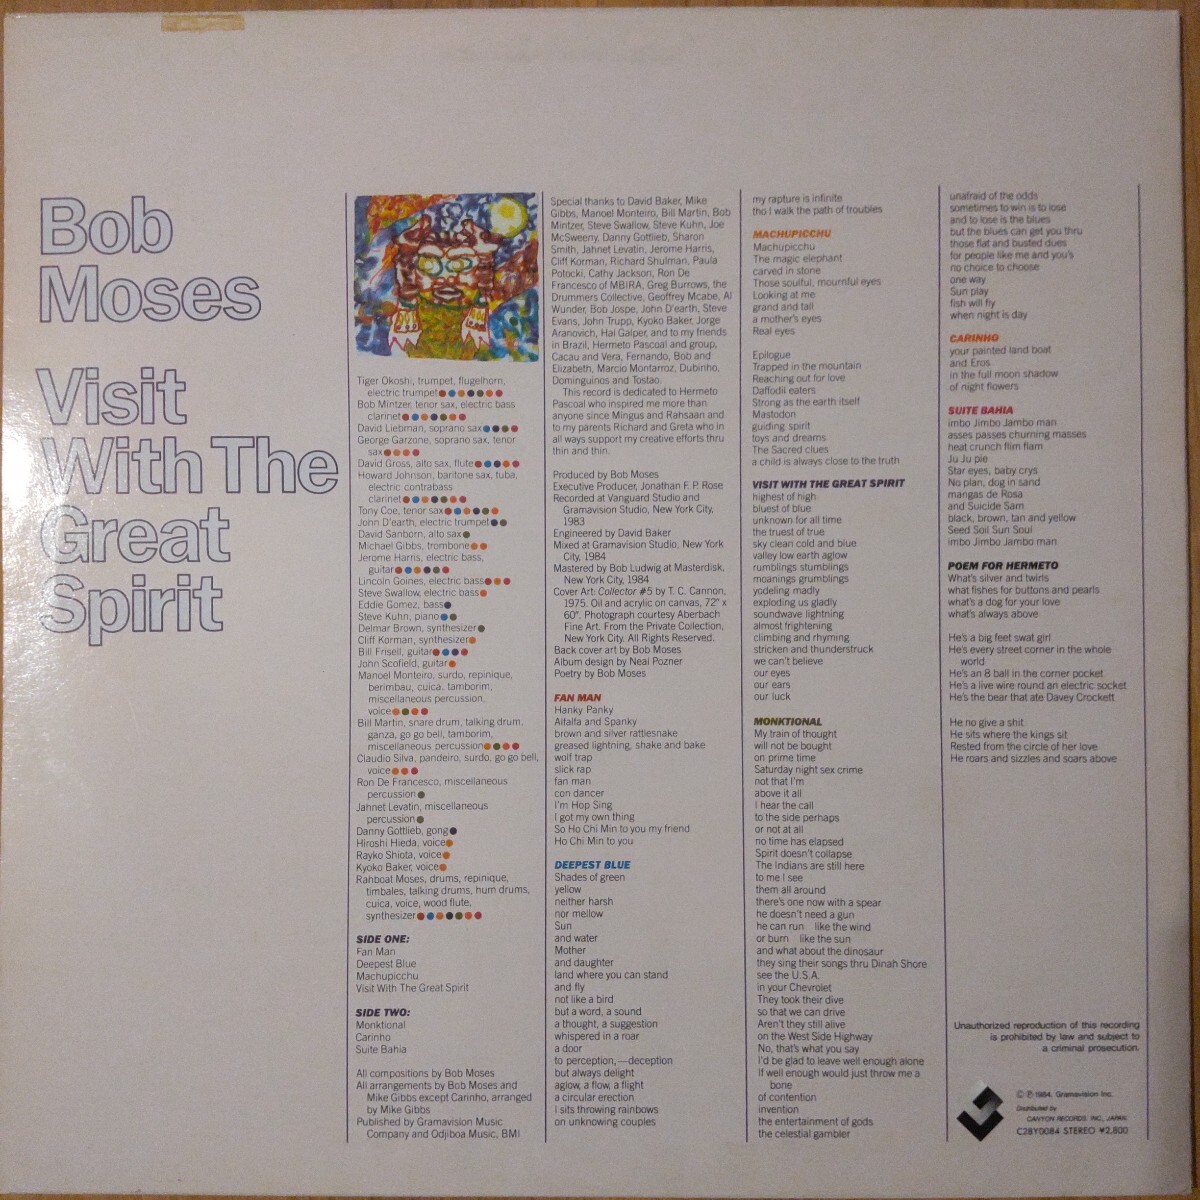 Bob
Moses
Visit
With The
Great
Spirit
Tiger Okoshi, trumpet, flugelhorn,
electric trumpet
Bob Mintzer, tenor sax, electric bass
clarinet
David Liebman, soprano sax
George Garzone, soprano sax, tenor
sax
David Gross, alto sax, flute
Howard Johnson, baritone sax, tuba,
electric contrabass
clarinet
Tony Coe, tenor sax
John D'earth, electric trumpet
David Sanborn, alto sax
Michael Gibbs, trombone
Jerome Harris, electric bass,
guitar
Lincoln Goines, electric bass
Steve Swallow, electric bass
Eddie Gomez, bass
Steve Kuhn, piano
Delmar Brown, synthesizer
Cliff Korman, synthesizer
Bill Frisell, guitar
John Scofield, guitar
Manoel Monteiro, surdo, repinique,
berimbau, cuica, tamborim,
miscellaneous percussion,
voice
Bill Martin, snare drum, talking drum,
ganza, go go bell, tamborim,
miscellaneous percussion
Claudio Silva, pandeiro, surdo, go go bell,
voice
Ron De Francesco, miscellaneous
percussion
Jahnet Levatin, miscellaneous
percussion
Danny Gottlieb, gong
Hiroshi Hieda, voice
Rayko Shiota, voice
Kyoko Baker, voice
Rahboat Moses, drums, repinique,
timbales, talking drums, hum drums,
cuica, voice, wood flute,
synthesizer
SIDE ONE:
Fan Man
Deepest Blue
Machupicchu
Visit With The Great Spirit
SIDE TWO:
Monktional
Carinho
Suite Bahia
All compositions by Bob Moses
All arrangements by Bob Moses and
Mike Gibbs except Carinho, arranged
by Mike Gibbs
Published by Gramavision Music
Company and Odjiboa Music, BMI
Special thanks to David Baker, Mike
Gibbs, Manoel Monteiro, Bill Martin, Bob
Mintzer, Steve Swallow, Steve Kuhn, Joe
McSweeny, Danny Gottlieb, Sharon
Smith, Jahnet Levatin, Jerome Harris,
Cliff Korman, Richard Shulman, Paula
Potocki, Cathy Jackson, Ron De
Francesco of MBIRA, Greg Burrows, the
Drummers Collective, Geoffrey Mcabe, Al
Wunder, Bob Jospe, John D'earth, Steve
Evans, John Trupp, Kyoko Baker, Jorge
Aranovich, Hal Galper, and to my friends
in Brazil, Hermeto Pascoal and group,
Cacau and Vera, Fernando, Bob and
Elizabeth, Marcio Montarroz, Dubinho,
Dominguinos and Tostao.
This record is dedicated to Hermeto
Pascoal who inspired me more than
anyone since Mingus and Rahsaan and
to my parents Richard and Greta who in
all ways support my creative efforts thru
thin and thin.
Produced by Bob Moses
Executive Producer, Jonathan F. P. Rose
Recorded at Vanguard Studio and
Gramavision Studio, New York City,
1983
Engineered by David Baker
Mixed at Gramavision Studio, New York
City, 1984
Mastered by Bob Ludwig at Masterdisk,
New York City, 1984
Cover Art: Collector #5 by T. C. Cannon,
1975. Oil and acrylic on canvas, 72" x
60". Photograph courtesy Aberbach
Fine Art. From the Private Collection,
New York City. All Rights Reserved.
Back cover art by Bob Moses
Album design by Neal Pozner
Poetry by Bob Moses
FAN MAN
Hanky Panky
Alfalfa and Spanky
brown and silver rattlesnake
greased lightning, shake and bake
wolf trap
slick rap
fan man
con dancer
I'm Hop Sing
I got my own thing
So Ho Chi Min to you my friend
Ho Chi Min to you
DEEPEST BLUE
Shades of green
yellow
neither harsh
nor mellow
Sun
and water
Mother
and daughter
land where you can stand
and fly
not like a bird
but a word, a sound
a thought, a suggestion
whispered in a roar
a door
to perception,—deception
but always delight
aglow, a flow, a flight
a circular erection
I sits throwing rainbows
on unknowing couples
my rapture is infinite
tho I walk the path of troubles
MACHUPICCHU
Machupicchu
The magic elephant
carved in stone
Those soulful, mournful eyes
Looking at me
grand and tall
a mother's eyes
Real eyes
Epilogue
Trapped in the mountain
Reaching out for love
Daffodil eaters
Strong as the earth itself
Mastodon
guiding spirit
toys and dreams
The Sacred clues
a child is always close to the truth
VISIT WITH THE GREAT SPIRIT
highest of high
bluest of blue
unknown for all time
the truest of true
sky clean cold and blue
valley low earth aglow
rumblings stumblings
moanings grumblings
yodeling madly
exploding us gladly
soundwave lightning
almost frightening
climbing and rhyming
stricken and thunderstruck
we can't believe
our eyes
our ears
our luck
MONKTIONAL
My train of thought
will not be bought
on prime time
Saturday night sex crime
not that I'm
above it all
I hear the call
to the side perhaps
or not at all
no time has elapsed
Spirit doesn't collapse
The Indians are still here
to me I see
them all around
there's one now with a spear
he doesn't need a gun
he can run like the wind
or burn like the sun
and what about the dinosaur
they sing their songs thru Dinah Shore
see the U.S.A.
in your Chevrolet
They took their dive
so that we can drive
Aren't they still alive
on the West Side Highway
No, that's what you say
I'd be glad to leave well enough alone
If well enough would just throw me a
bone
of contention
invention
the entertainment of gods
the celestial gambler
unafraid of the odds
sometimes to win is to lose
and to lose is the blues
but the blues can get you thru
those flat and busted dues
for people like me and you's
no choice to choose
one way
Sun play
fish will fly
when night is day
CARINHO
your painted land boat
and Eros
in the full moon shadow
of night flowers
SUITE BAHIA
imbo Jimbo Jambo man
asses passes churning masses
heat crunch flim flam
Ju Ju pie
Star eyes, baby crys
No plan, dog in sand
mangas de Rosa
and Suicide Sam
black, brown, tan and yellow
Seed Soil Sun Soul
imbo Jimbo Jambo man
POEM FOR HERMETO
What's silver and twirls
what fishes for buttons and pearls
what's a dog for your love
what's always above
He's a big feet swat girl
He's every street corner in the whole
world
He's an 8 ball in the corner pocket
He's a live wire round an electric socket
He's the bear that ate Davey Crockett
He no give a shit
He sits where the kings sit
Rested from the circle of her love
He roars and sizzles and soars above
Unauthorized reproduction of this recording
is prohibited by law and subject to
a criminal prosecution.
© ℗ 1984, Gramavision Inc.
Distributed by
CANYON RECORDS INC., JAPAN.
C28Y0084 STEREO ¥2,800